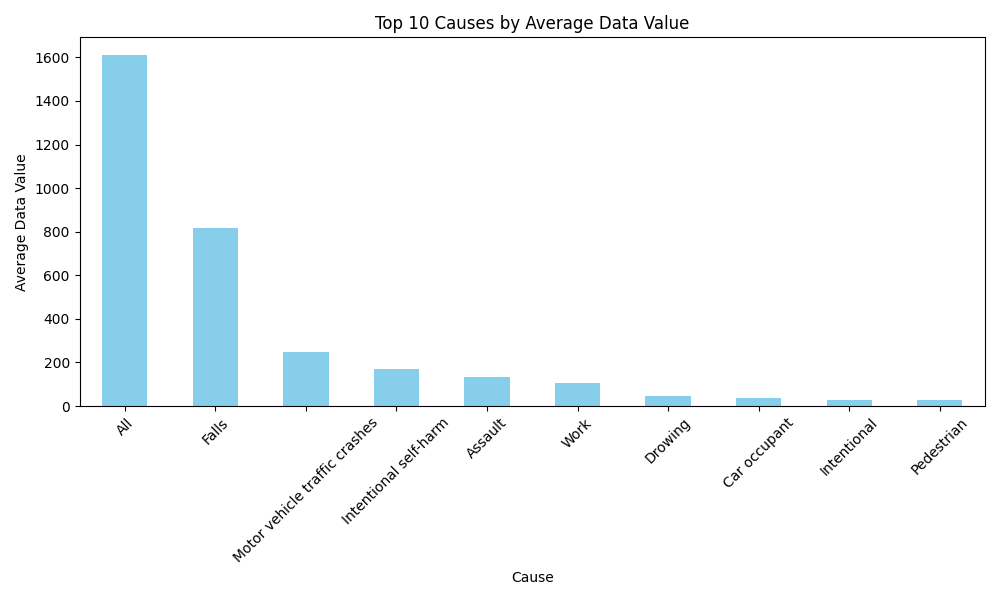 Top 10 Causes by Average Data Value
Average Data Value
1600
1400
1200
1000
800
600
400
200
0
All
Falls
Motor vehicle traffic crashes
Intentional self-harm
Assault
Work
Drowing
Car occupant
Intentional
Pedestrian
Cause